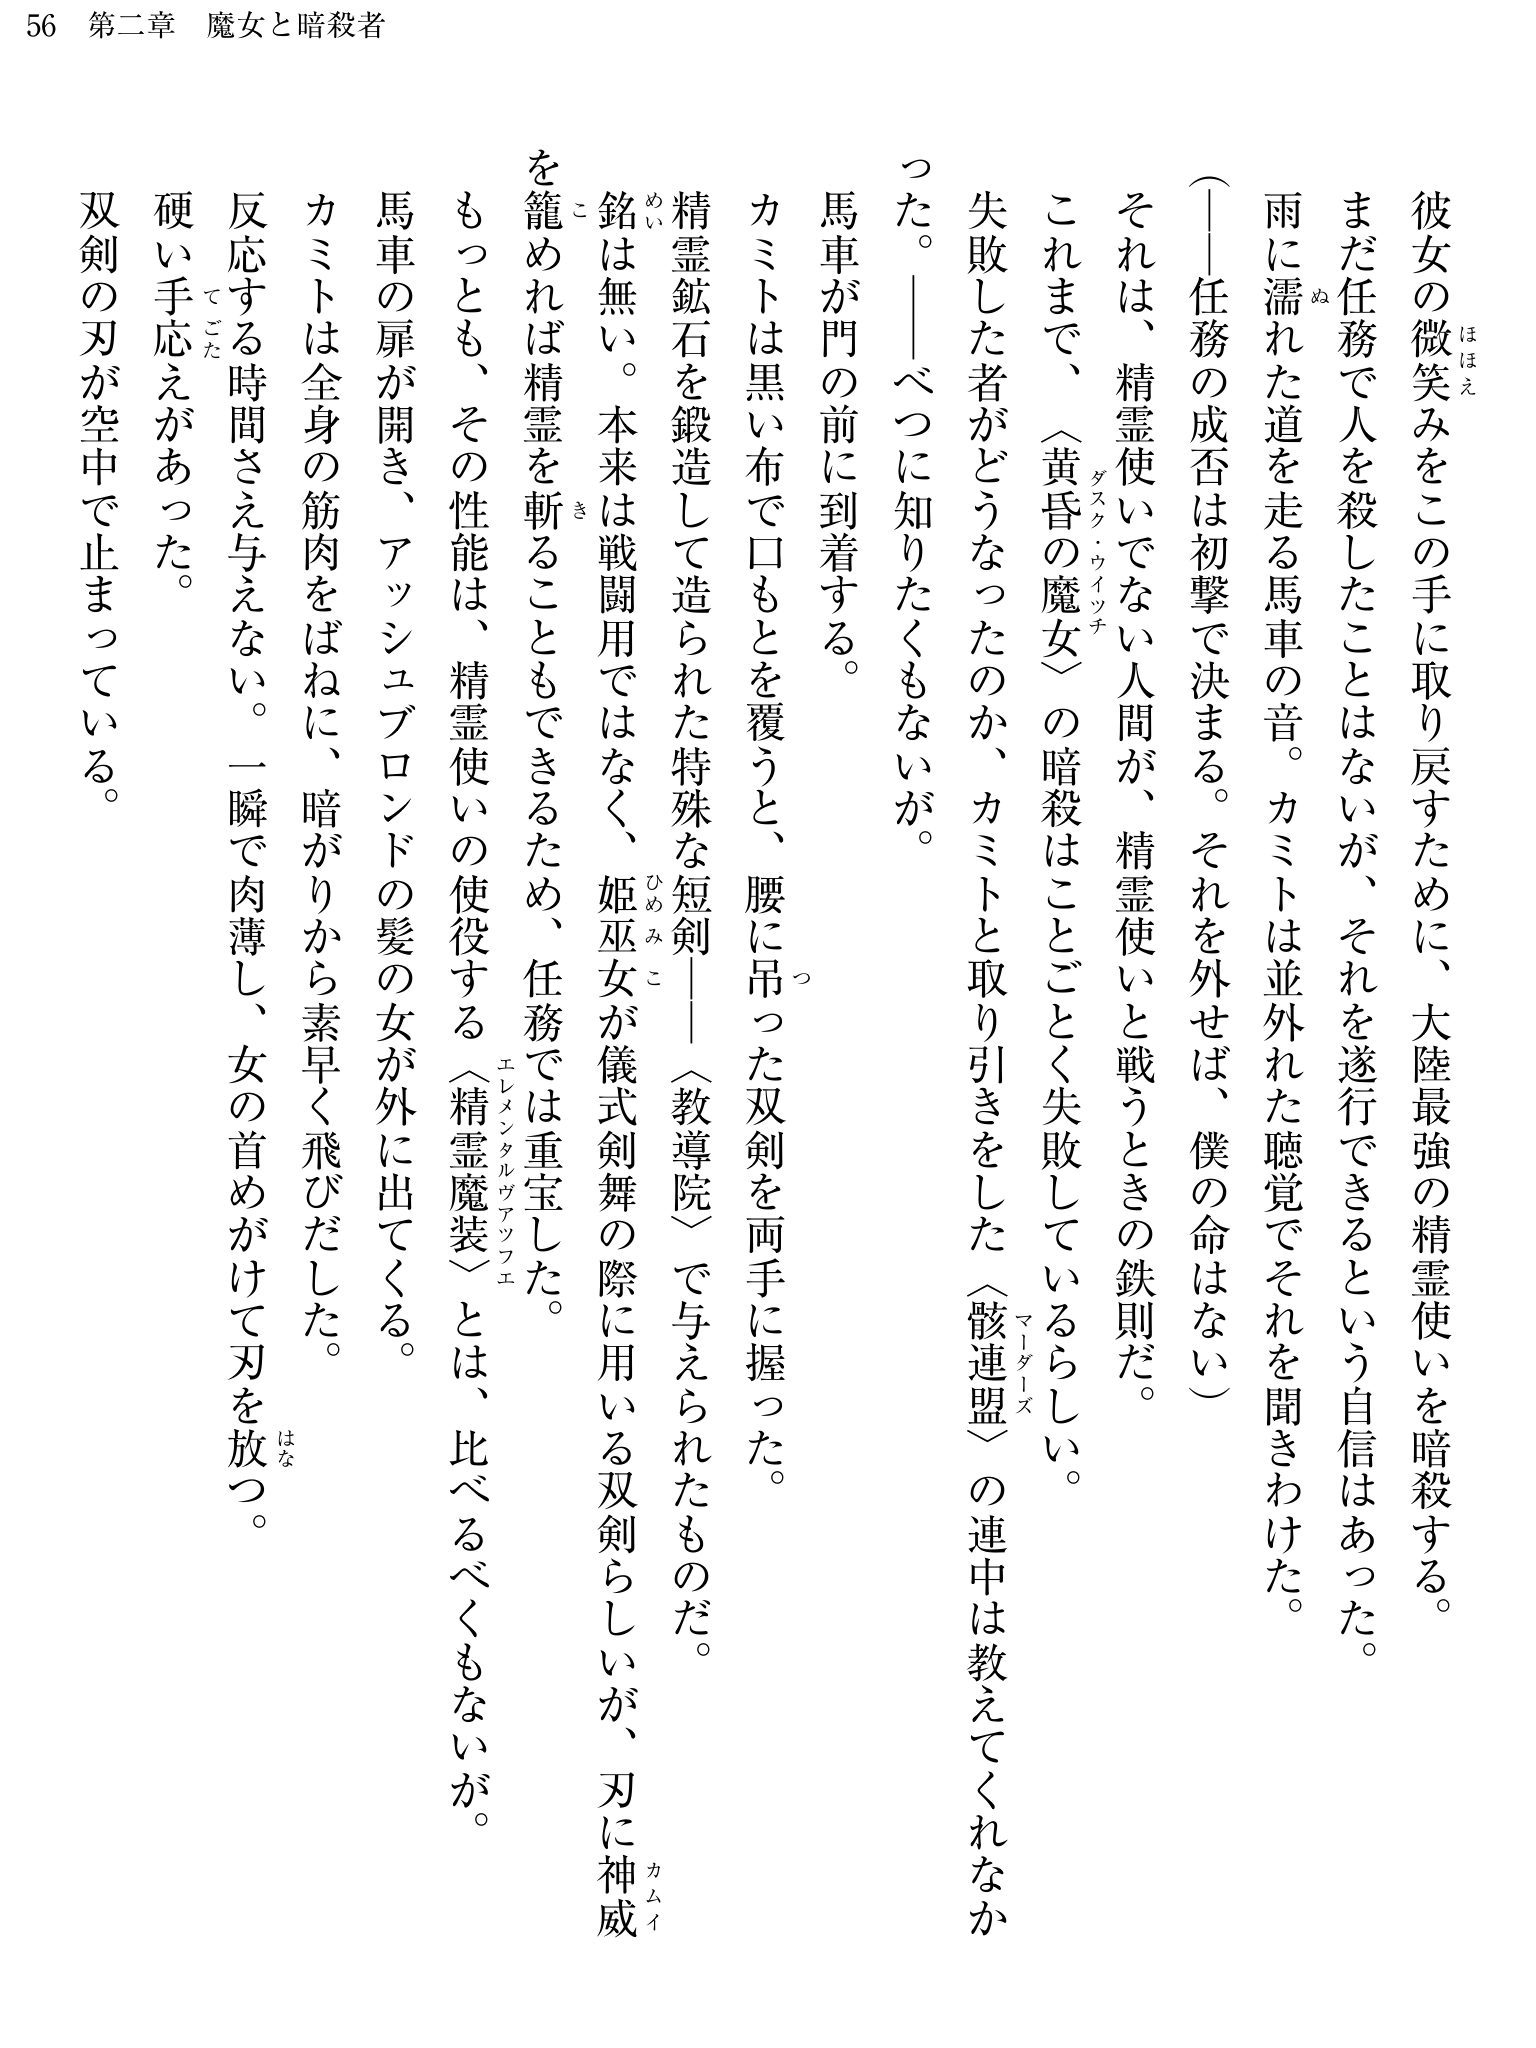 56　第二章　魔女と暗殺者
彼女の微笑みをこの手に取り戻すために、大陸最強の精霊使いを暗殺する。
まだ任務で人を殺したことはないが、それを遂行できるという自信はあった。
雨に濡れた道を走る馬車の音。カミトは並外れた聴覚でそれを聞きわけた。
（――任務の成否は初撃で決まる。それを外せば、僕の命はない）
それは、精霊使いでない人間が、精霊使いと戦うときの鉄則だ。
これまで、〈黄昏の魔女〉の暗殺はことごとく失敗しているらしい。
失敗した者がどうなったのか、カミトと取り引きをした〈骸連盟〉の連中は教えてくれなか
った。――べつに知りたくもないが。
馬車が門の前に到着する。
カミトは黒い布で口もとを覆うと、腰に吊った双剣を両手に握った。
精霊鉱石を鍛造して造られた特殊な短剣――〈教導院〉で与えられたものだ。
銘は無い。本来は戦闘用ではなく、姫巫女が儀式剣舞の際に用いる双剣らしいが、刃に神威
を籠めれば精霊を斬ることもできるため、任務では重宝した。
もっとも、その性能は、精霊使いの使役する〈精霊魔装〉とは、比べるべくもないが。
馬車の扉が開き、アッシュブロンドの髪の女が外に出てくる。
カミトは全身の筋肉をばねに、暗がりから素早く飛びだした。
反応する時間さえ与えない。一瞬で肉薄し、女の首めがけて刃を放つ。
硬い手応えがあった。
双剣の刃が空中で止まっている。
ほほえ
ぬ
ダスク・ウイッチ
マーダーズ
つ
めい
ひめみこ
カムイ
こ
き
エレメンタルヴアッフエ
はな
てごた